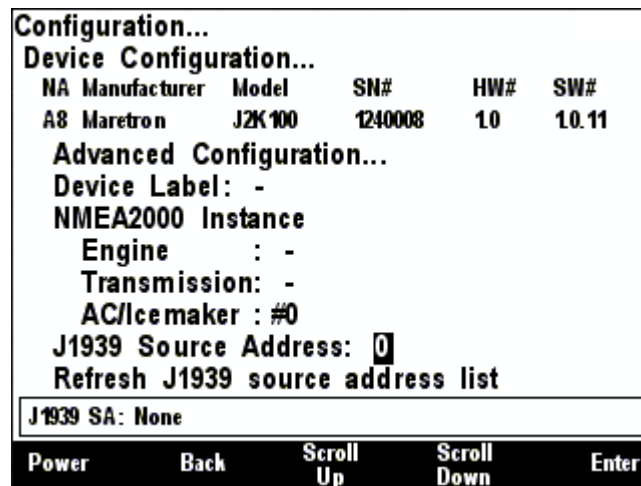 Configuration...
Device Configuration...
NA Manufacturer Model SN# HW# SW#
A8 Maretron J2K100 1240008 1.0 1.0.11
Advanced Configuration...
Device Label: -
NMEA2000 Instance
Engine : -
Transmission: -
AC/Icemaker : #0
J1939 Source Address: 0
Refresh J1939 source address list
J1939 SA: None
Power Back Scroll Up Scroll Down Enter